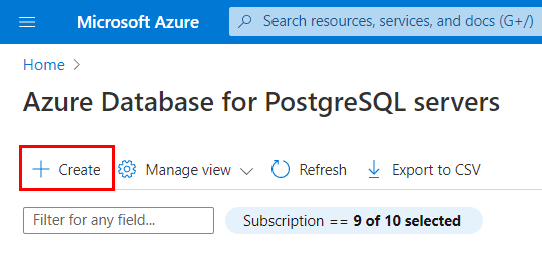 Microsoft Azure Search resources, services, and docs (G+/)
Home >
Azure Database for PostgreSQL servers
+ Create Manage view Refresh Export to CSV
Filter for any field... Subscription == 9 of 10 selected